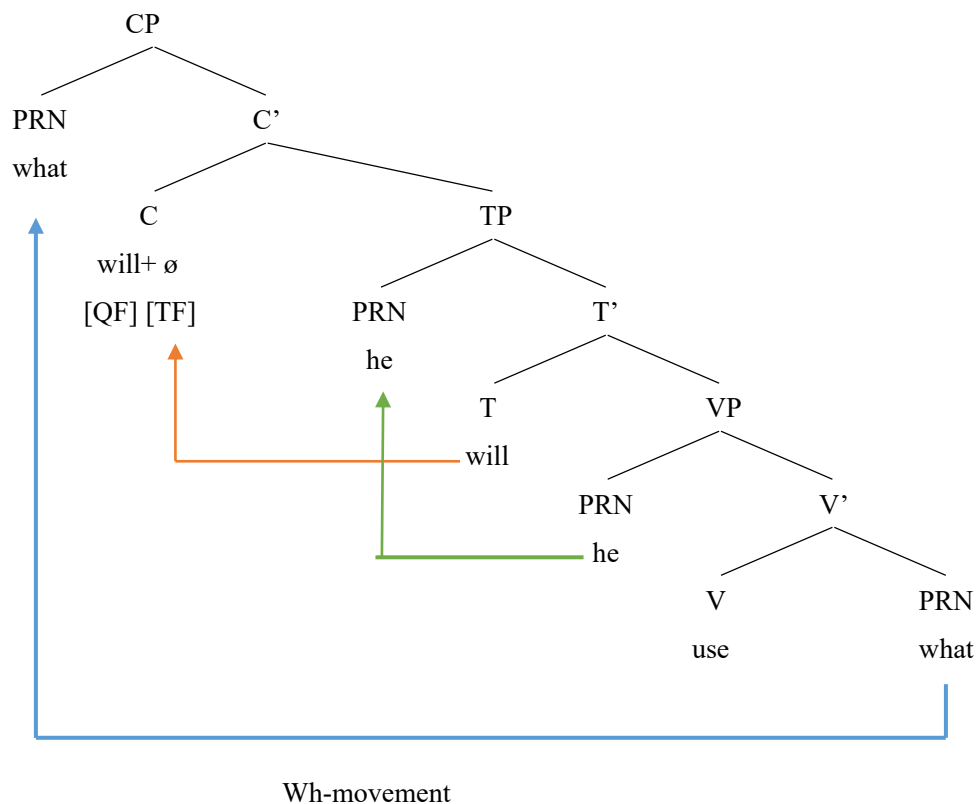 CP
PRN C’
what
C TP
will+ ø
[QF] [TF] PRN T’
he
T VP
will
PRN V’
he
V PRN
use what
Wh-movement